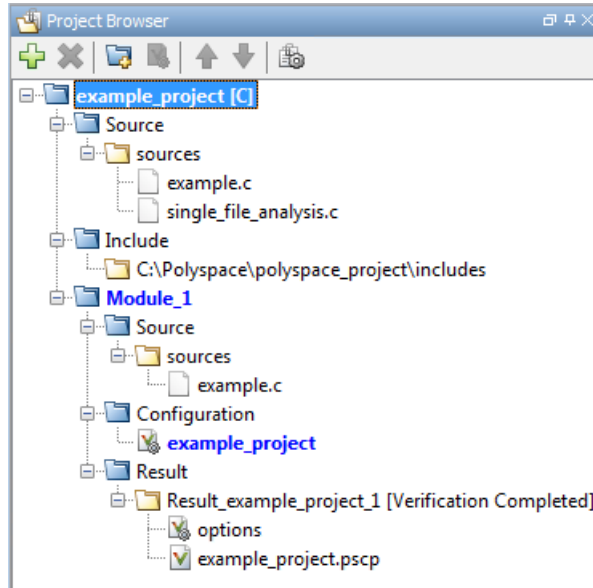 Project Browser
example_project [C]
Source
sources
example.c
single_file_analysis.c
Include
C:\Polyspace\polyspace_project\includes
Module_1
Source
sources
example.c
Configuration
example_project
Result
Result_example_project_1 [Verification Completed]
options
example_project.pscp